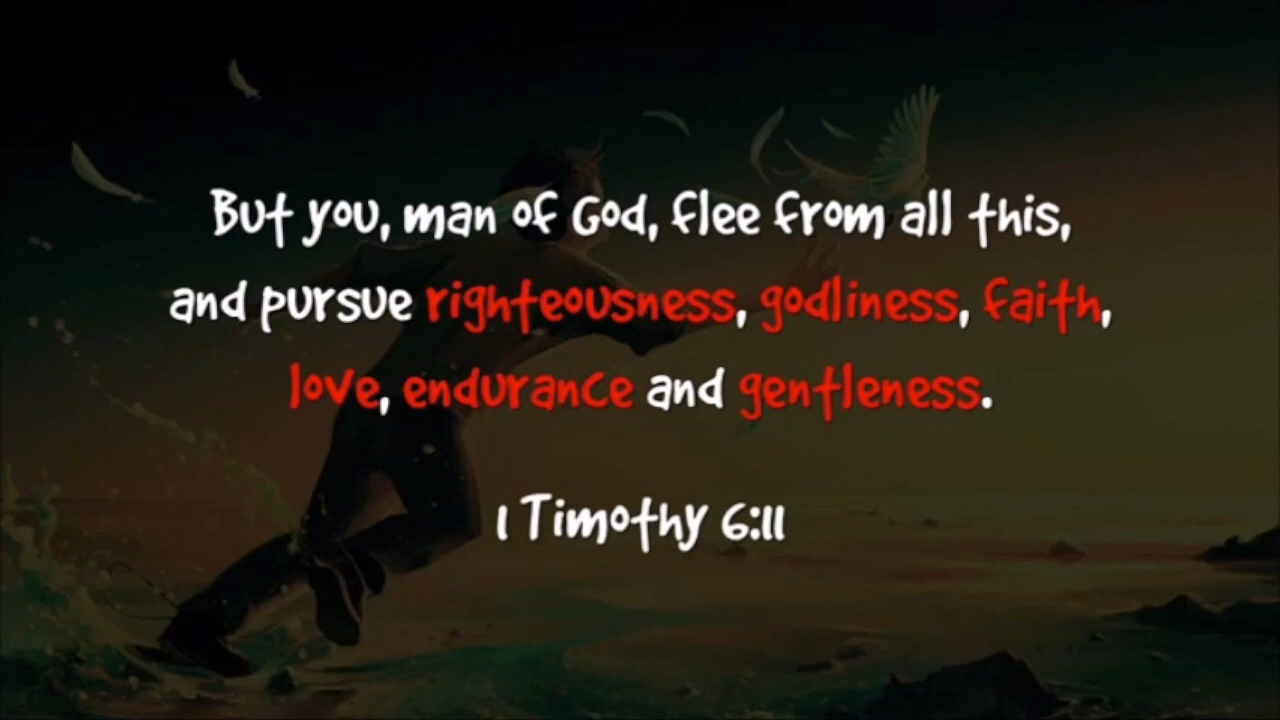 But you, man of God, flee from all this,
and pursue righteousness, godliness, faith,
love, endurance and gentleness.
1 Timothy 6:11